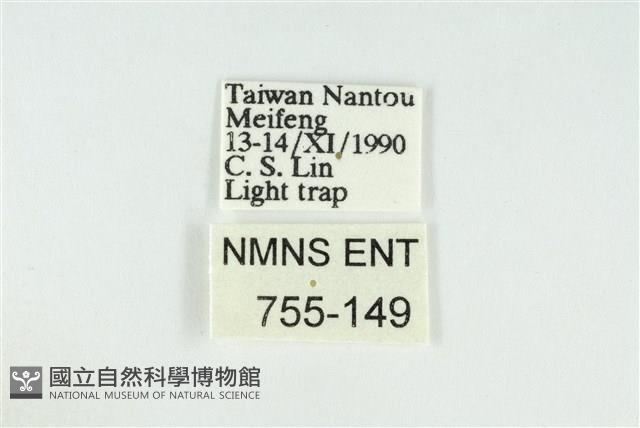 Taiwan Nantou
Meifeng
13-14/XI/1990
C. S. Lin
Light trap
NMNS ENT
755-149
國立自然科學博物館
NATIONAL MUSEUM OF NATURAL SCIENCE